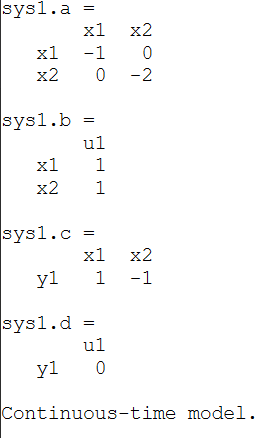 sys1.a =
x1 x2
x1 -1 0
x2 0 -2
sys1.b =
u1
x1 1
x2 1
sys1.c =
x1 x2
y1 1 -1
sys1.d =
u1
y1 0
Continuous-time model.